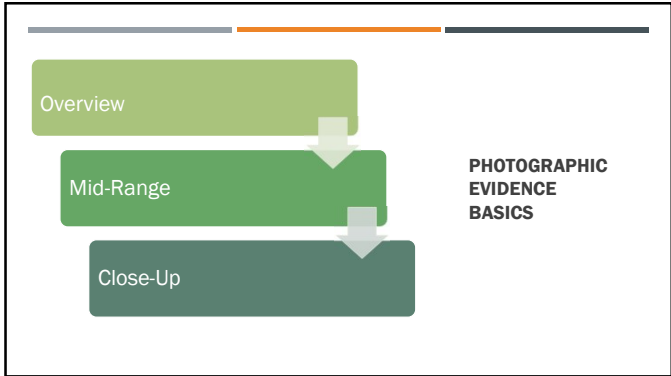 Overview
Mid-Range
Close-Up
PHOTOGRAPHIC
EVIDENCE
BASICS